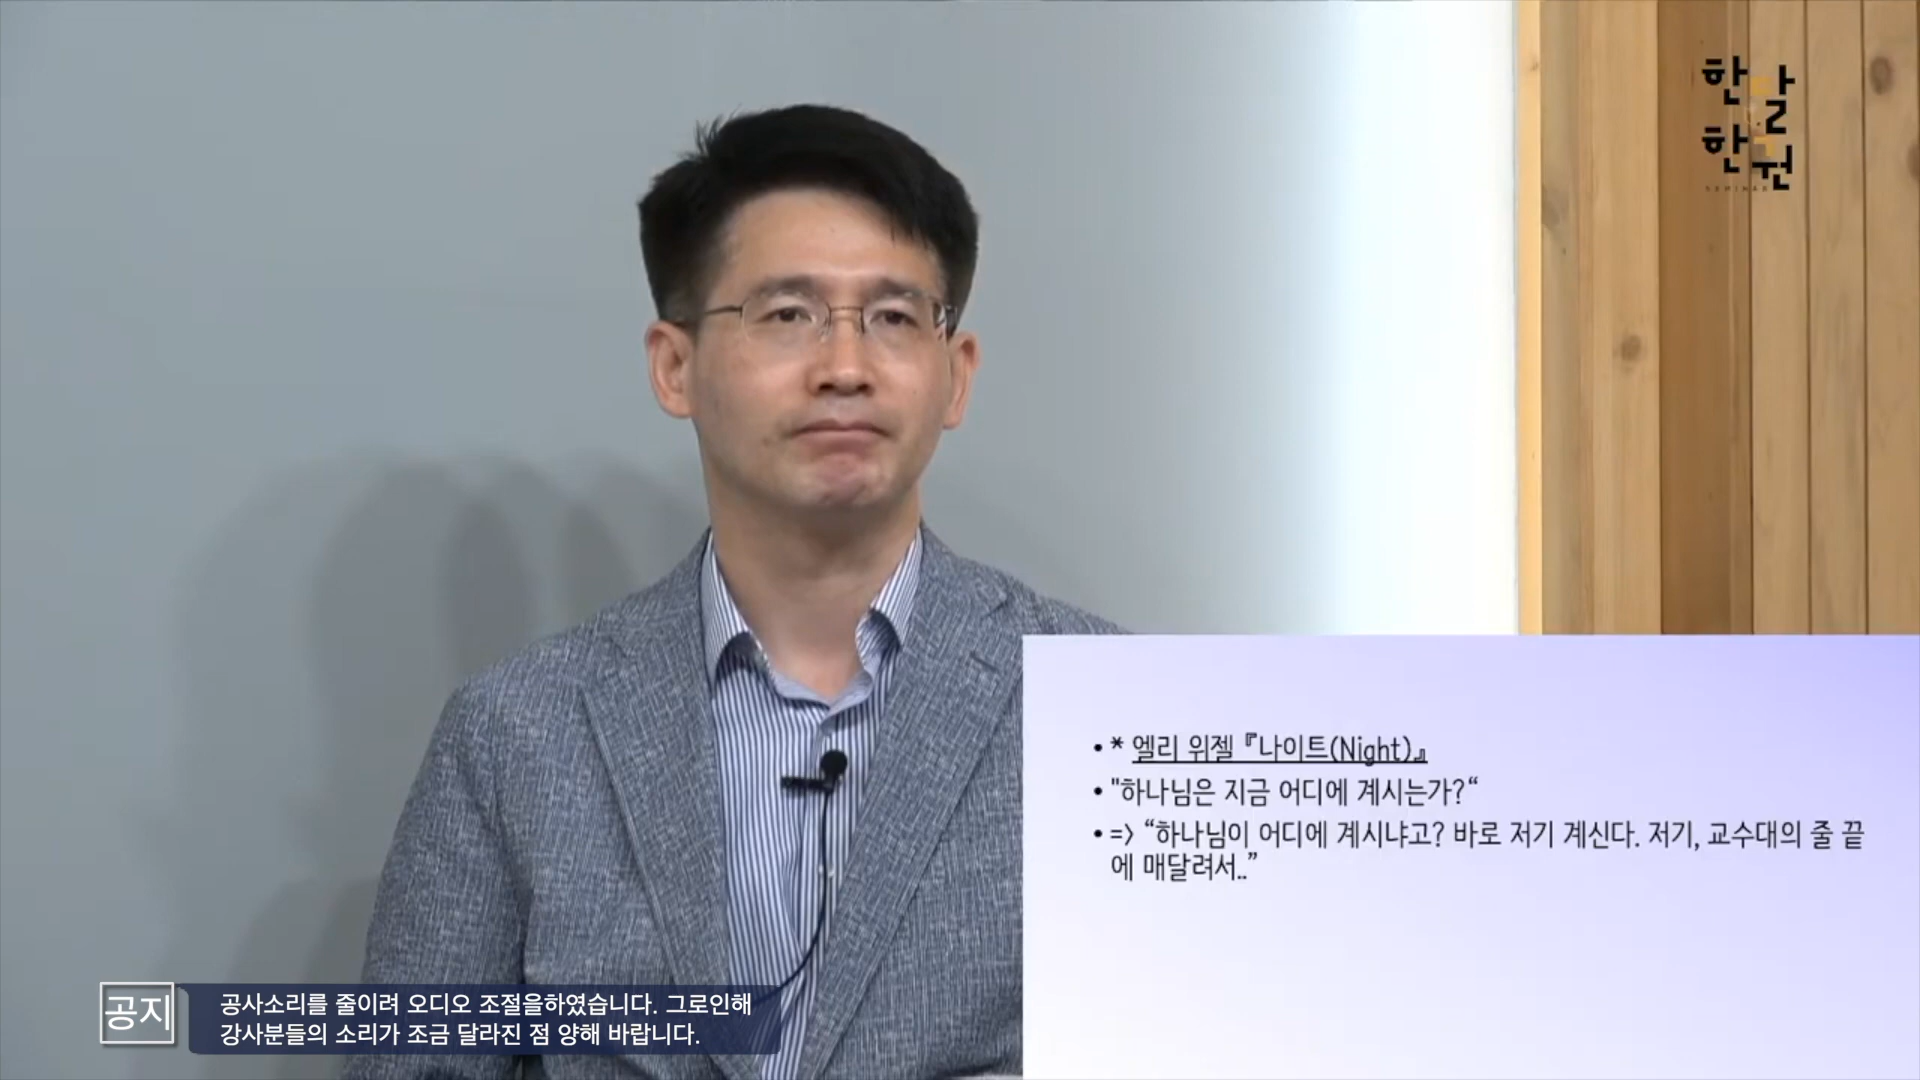 한달
한권
SEMINAR
• * 엘리 위젤 『나이트(Night)』
• "하나님은 지금 어디에 계시는가?“
• => “하나님이 어디에 계시냐고? 바로 저기 계신다. 저기, 교수대의 줄 끝
에 매달려서..”
공지
공사소리를 줄이려 오디오 조절을하였습니다. 그로인해
강사분들의 소리가 조금 달라진 점 양해 바랍니다.